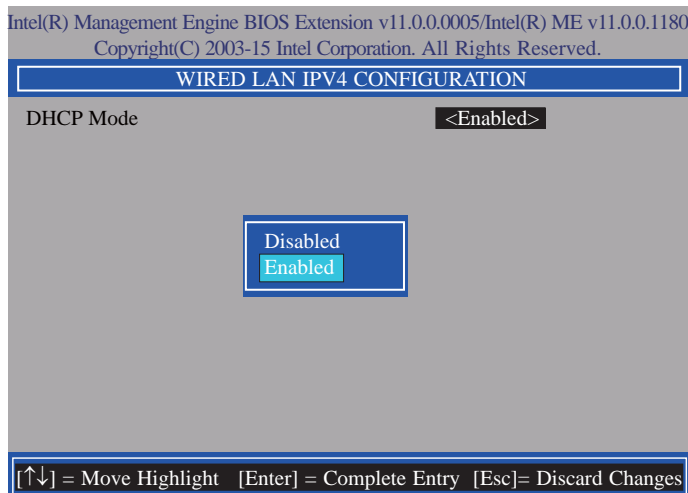 Intel(R) Management Engine BIOS Extension v11.0.0.0005/Intel(R) ME v11.0.0.1180
Copyright(C) 2003-15 Intel Corporation. All Rights Reserved.
WIRED LAN IPV4 CONFIGURATION
DHCP Mode <Enabled>
Disabled
Enabled
[↑↓] = Move Highlight [Enter] = Complete Entry [Esc]= Discard Changes